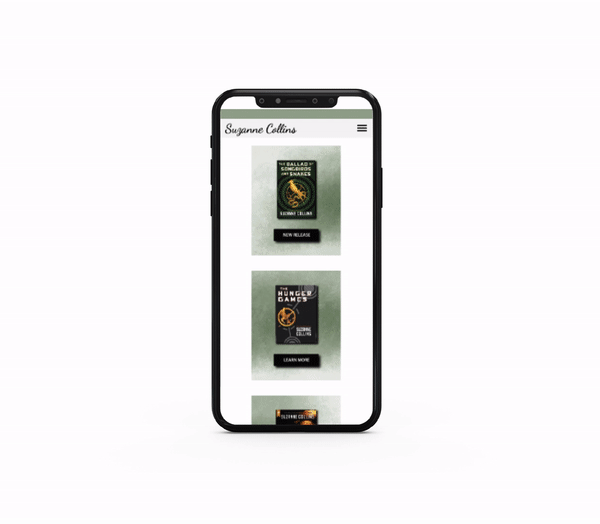 Suzanne Collins
THE BALLAD OF
SONGBIRDS
AND SNAKES
SUZANNE COLLINS
NEW RELEASE
THE
HUNGER
GAMES
SUZANNE
COLLINS
LEARN MORE
SUZANNE COLLINS